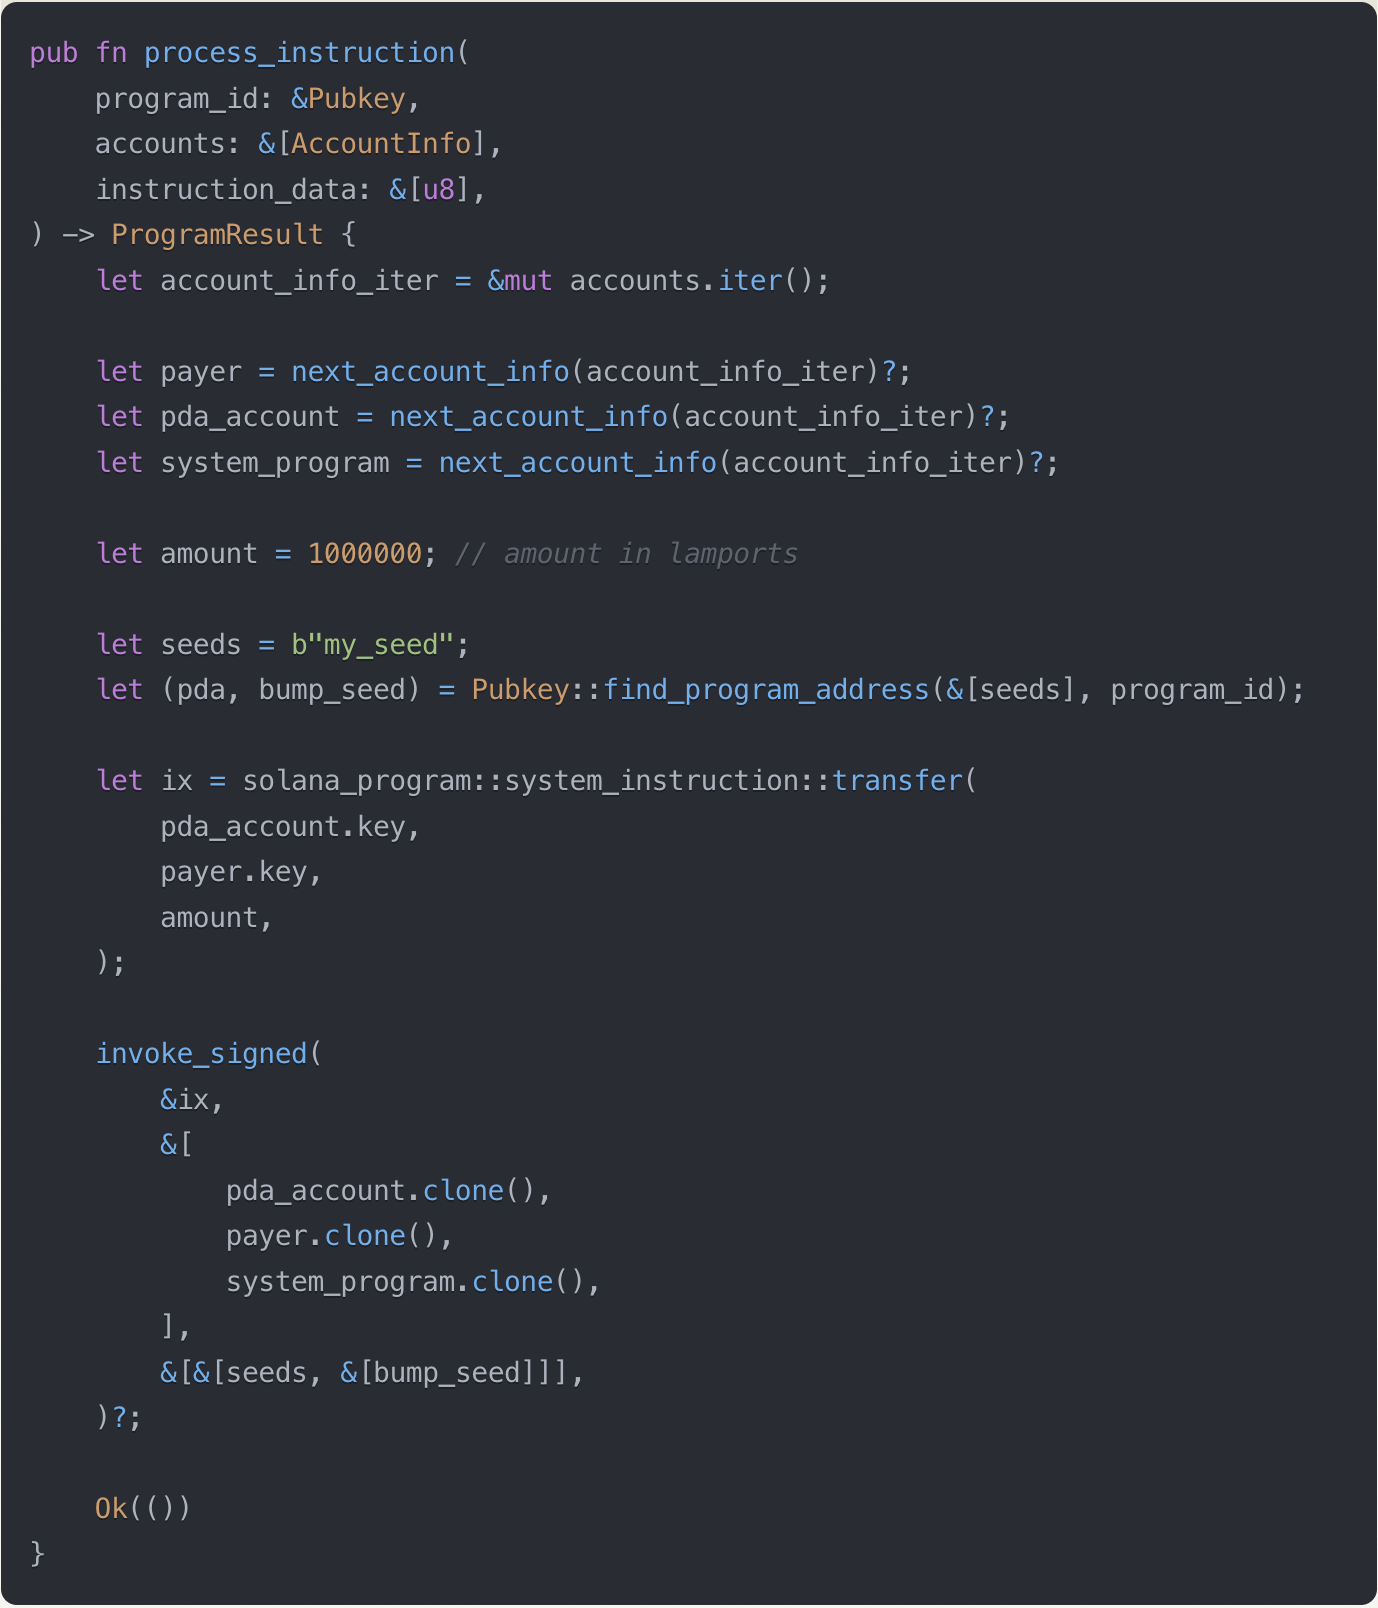 pub fn process_instruction(
    program_id: &Pubkey,
    accounts: &[AccountInfo],
    instruction_data: &[u8],
) -> ProgramResult {
    let account_info_iter = &mut accounts.iter();

    let payer = next_account_info(account_info_iter)?;
    let pda_account = next_account_info(account_info_iter)?;
    let system_program = next_account_info(account_info_iter)?;

    let amount = 1000000; // amount in lamports

    let seeds = b"my_seed";
    let (pda, bump_seed) = Pubkey::find_program_address(&[seeds], program_id);

    let ix = solana_program::system_instruction::transfer(
        pda_account.key,
        payer.key,
        amount,
    );

    invoke_signed(
        &ix,
        &[
            pda_account.clone(),
            payer.clone(),
            system_program.clone(),
        ],
        &[&[seeds, &[bump_seed]]],
    )?;

    Ok(())
}